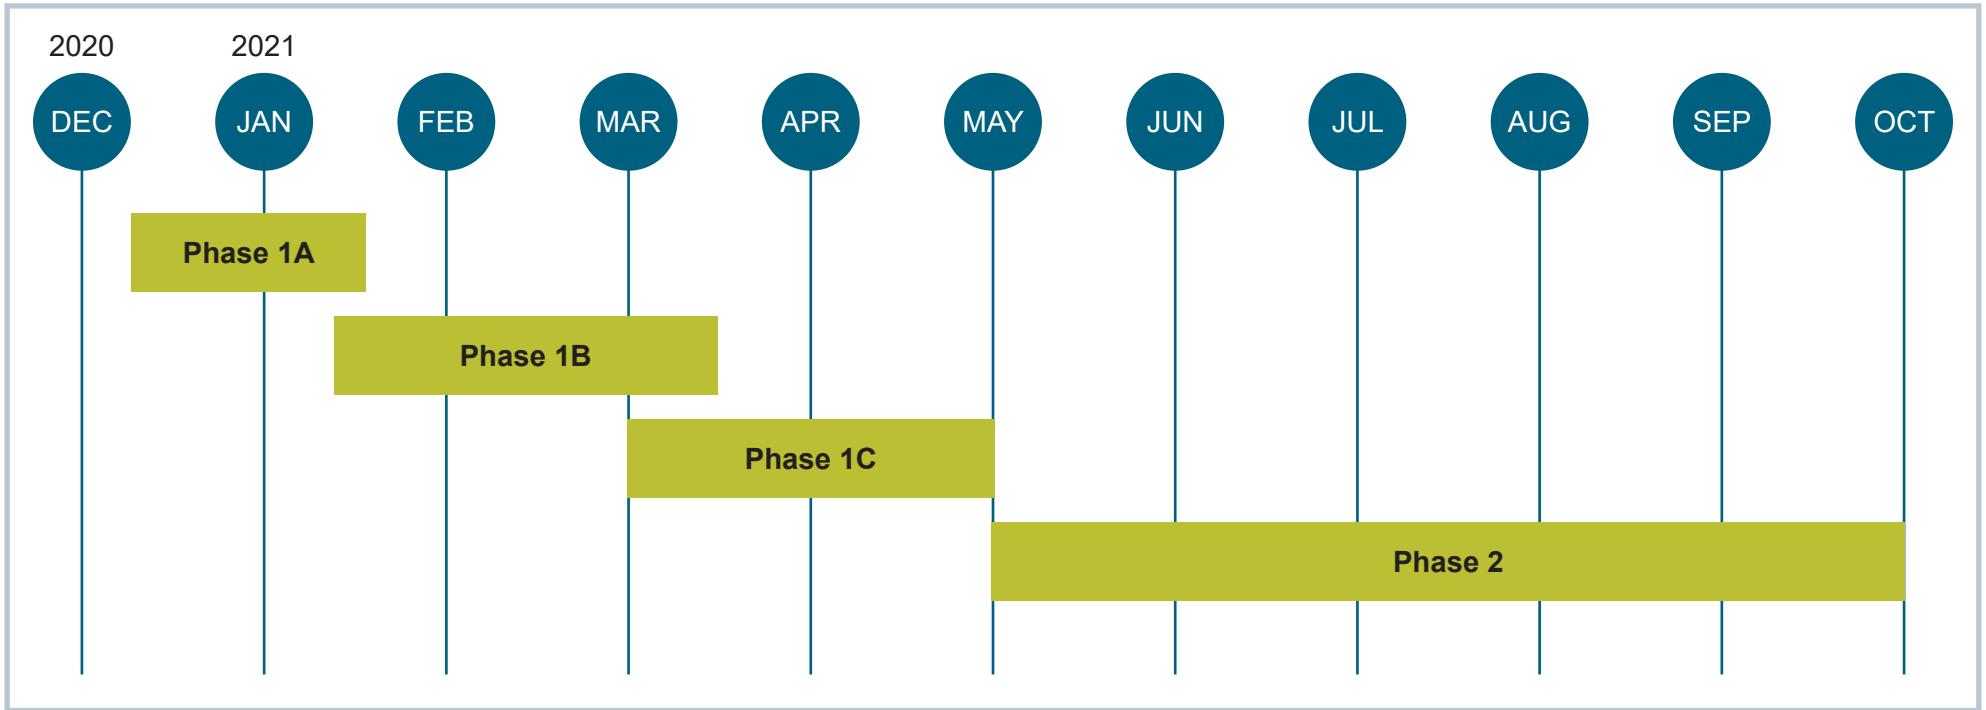 2020 2021
DEC JAN FEB MAR APR MAY JUN JUL AUG SEP OCT
Phase 1A
Phase 1B
Phase 1C
Phase 2